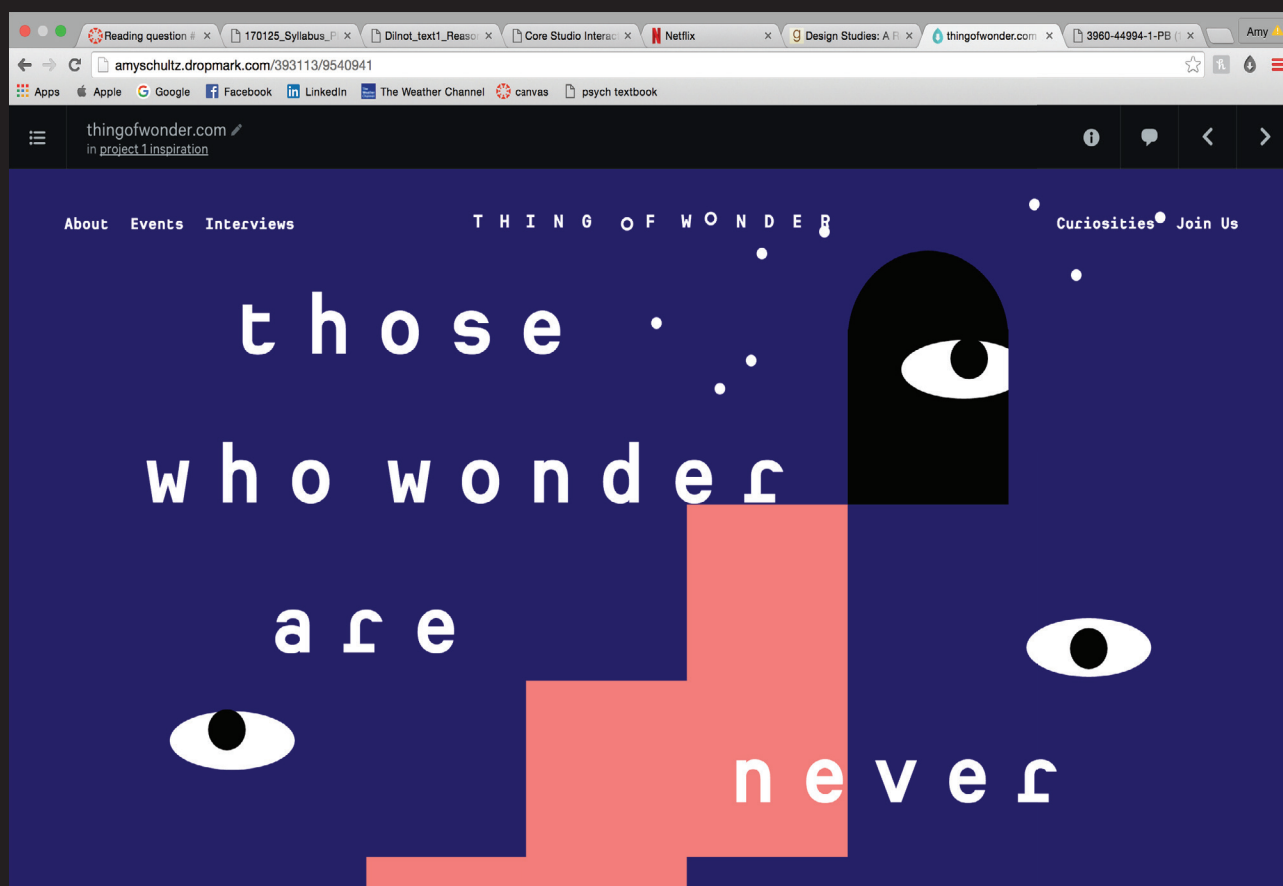 Reading question #
170125_Syllabus_P
Dilnot_text1_Reason
Core Studio Interac
Netflix
Design Studies: A R
thingofwonder.com
3960-44994-1-PB (
Amy
amyschultz.dropmark.com/393113/9540941
Apps Apple Google Facebook LinkedIn The Weather Channel canvas psych textbook
thingofwonder.com
in project 1 inspiration
About Events Interviews THING OF WONDER Curiosities Join Us
those
who wonder
are
never